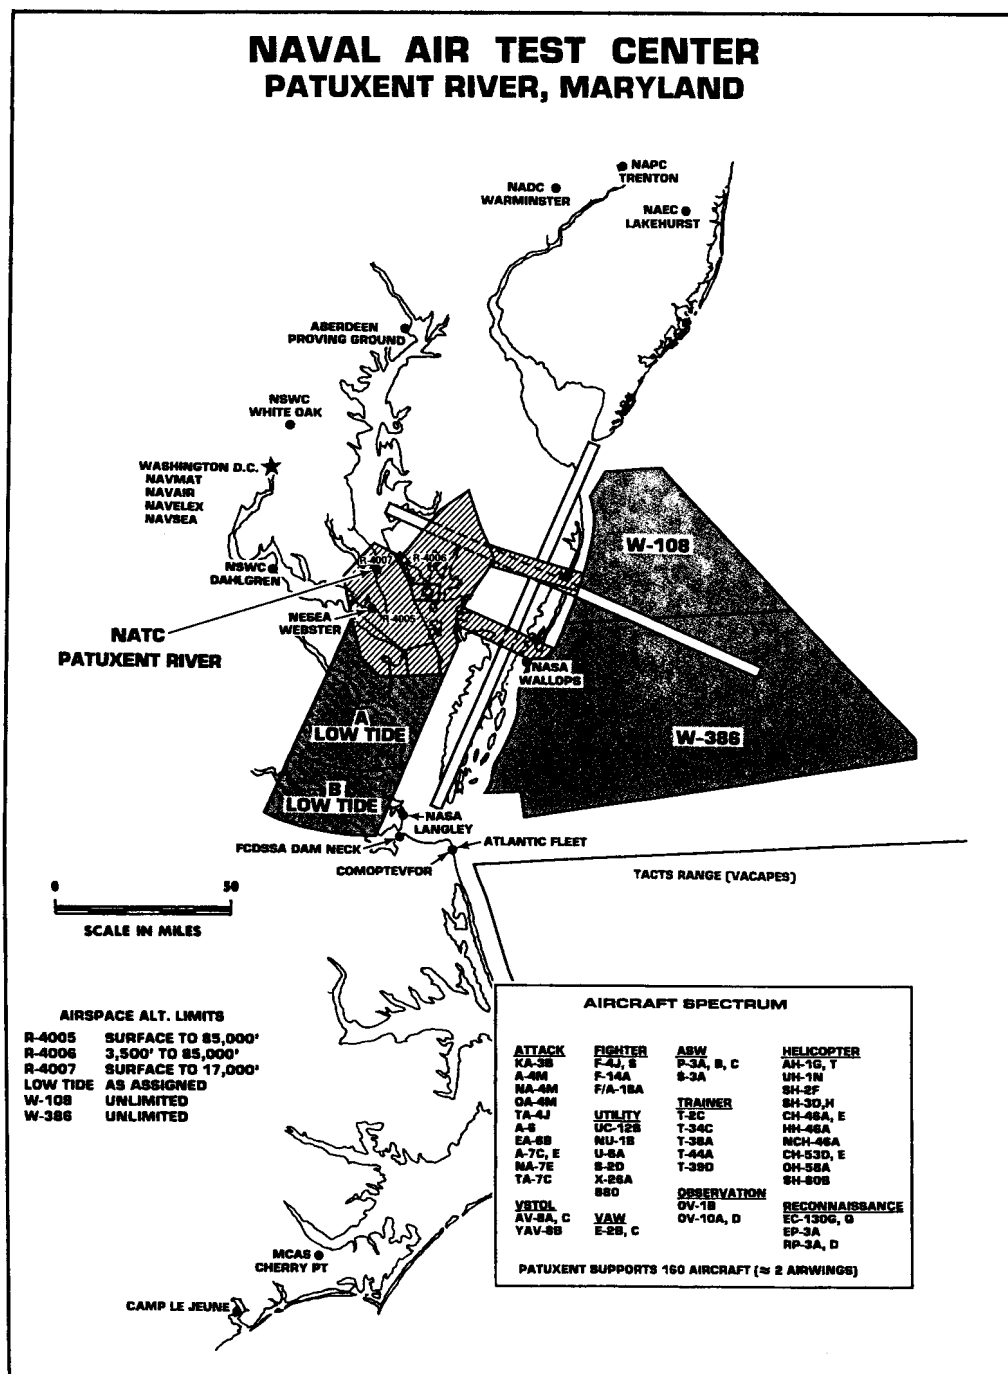 NAVAL AIR TEST CENTER
PATUXENT RIVER, MARYLAND
NAPC
TRENTON
NADC
WARMINSTER
NAEC
LAKEHURST
ABERDEEN
PROVING GROUND
NSWC
WHITE OAK
WASHINGTON D.C.
NAVMAT
NAVAIR
NAVELEX
NAVSEA
W-108
R-4007
R-4006
NSWC
DAHLGREN
R-4005
NESEA
WEBSTER
NATC
PATUXENT RIVER
NASA
WALLOPS
A
LOW TIDE
W-386
B
LOW TIDE
NASA
LANGLEY
FCDSSA DAM NECK
ATLANTIC FLEET
COMOPTEVFOR
TACTS RANGE (VACAPES)
0 50
SCALE IN MILES
AIRSPACE ALT. LIMITS
R-4005 SURFACE TO 85,000'
R-4006 3,500' TO 85,000'
R-4007 SURFACE TO 17,000'
LOW TIDE AS ASSIGNED
W-108 UNLIMITED
W-386 UNLIMITED
AIRCRAFT SPECTRUM
ATTACK
KA-3B
A-4M
NA-4M
OA-4M
TA-4J
A-6
EA-6B
A-7C, E
NA-7E
TA-7C
VSTOL
AV-8A, C
YAV-8B
FIGHTER
F-4J, S
F-14A
F/A-18A
UTILITY
UC-12B
NU-1B
U-6A
S-2D
X-26A
VAW
E-2B, C
ASW
P-3A, B, C
S-3A
TRAINER
T-2C
T-34C
T-38A
T-44A
T-39D
OBSERVATION
OV-1B
OV-10A, D
HELICOPTER
AH-1G, T
UH-1N
SH-2F
SH-3D,H
CH-46A, E
HH-46A
NCH-46A
CH-53D, E
OH-58A
SH-60B
RECONNAISSANCE
EC-130G, Q
EP-3A
RP-3A, D
PATUXENT SUPPORTS 160 AIRCRAFT (≈ 2 AIRWINGS)
MCAS
CHERRY PT
CAMP LE JEUNE